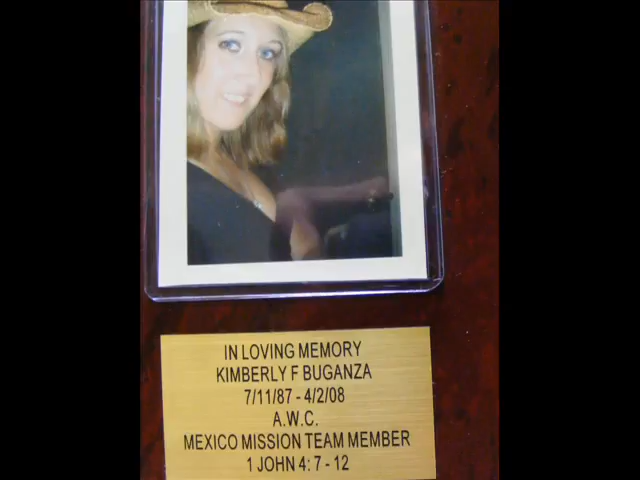 IN LOVING MEMORY
KIMBERLY F BUGANZA
7/11/87 - 4/2/08
A.W.C.
MEXICO MISSION TEAM MEMBER
1 JOHN 4: 7 - 12